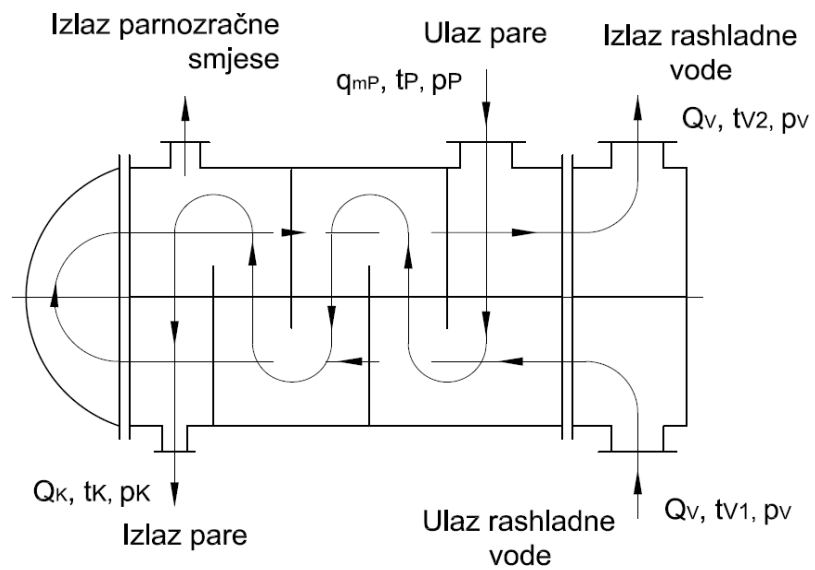 Izlaz parnozračne
smjese
Ulaz pare
qmP, tP, pP
Izlaz rashladne
vode
QV, tV2, pV
QK, tK, pK
Izlaz pare
Ulaz rashladne
vode
QV, tV1, pV